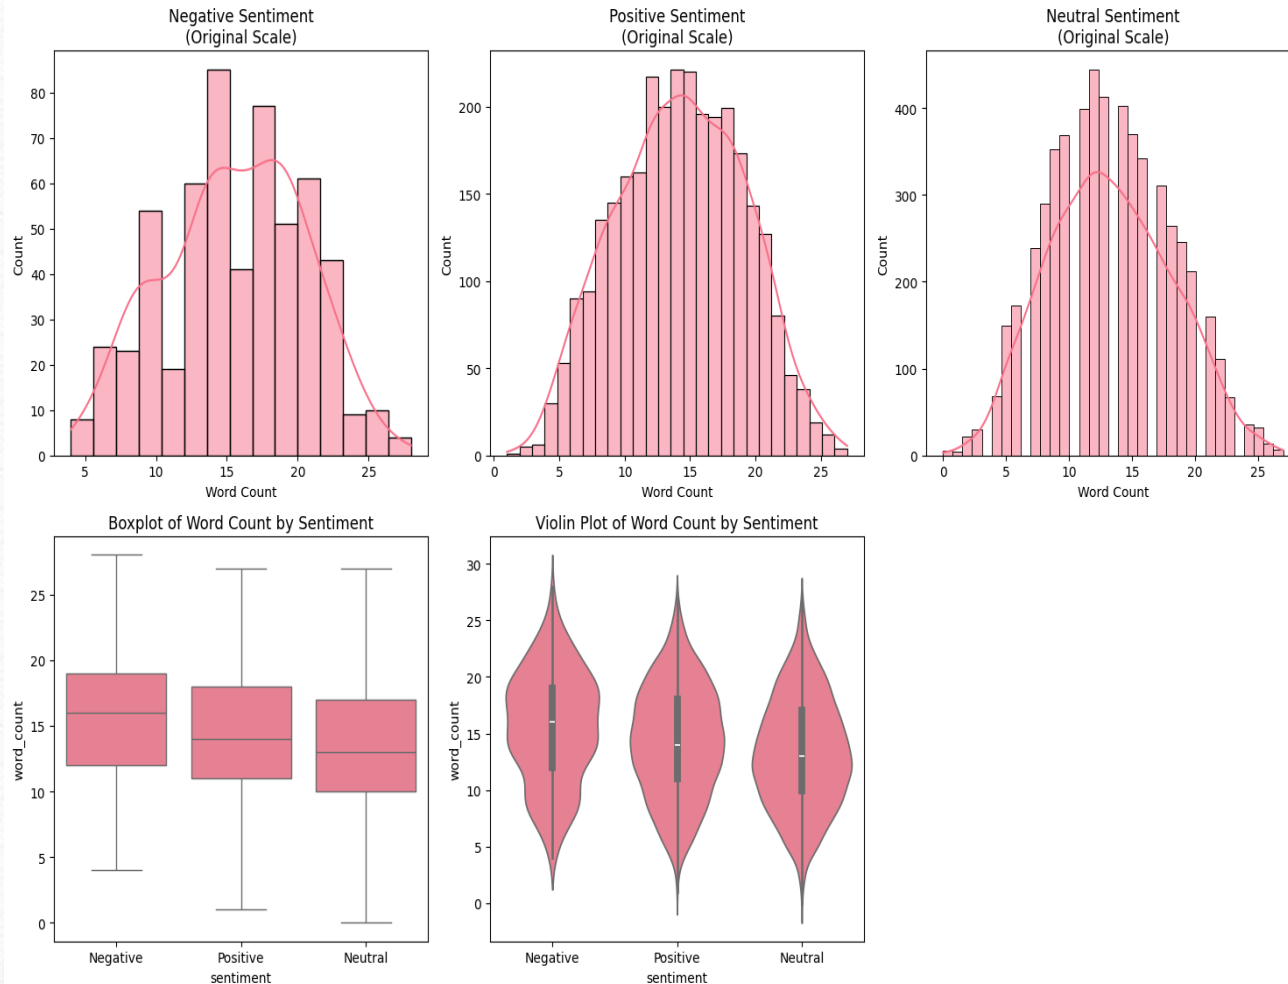 Negative Sentiment
(Original Scale)
80
70
60
50
40
30
20
10
0
Count
5 10 15 20 25
Word Count
Positive Sentiment
(Original Scale)
200
150
100
50
0
Count
0 5 10 15 20 25
Word Count
Neutral Sentiment
(Original Scale)
400
300
200
100
0
Count
0 5 10 15 20 25
Word Count
Boxplot of Word Count by Sentiment
25
20
15
10
5
0
word_count
Negative Positive Neutral
sentiment
Violin Plot of Word Count by Sentiment
30
25
20
15
10
5
0
word_count
Negative Positive Neutral
sentiment